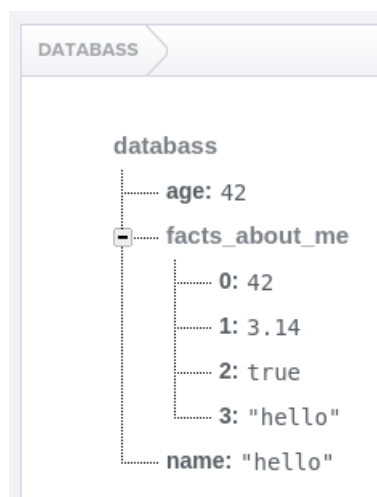 DATABASS
databass
age: 42
facts_about_me
0: 42
1: 3.14
2: true
3: "hello"
name: "hello"